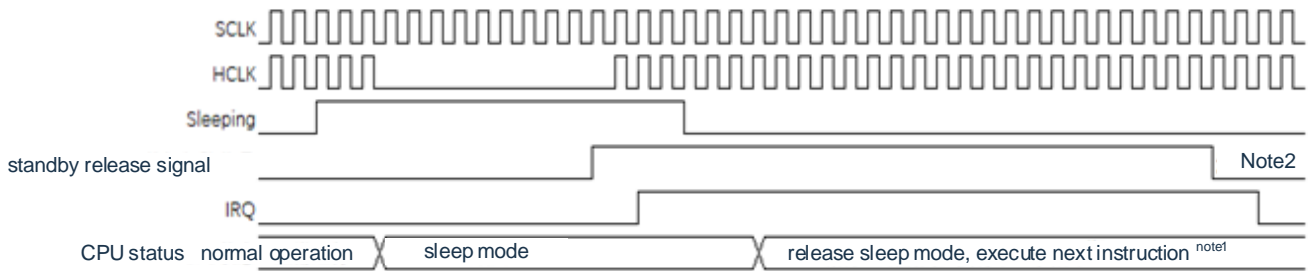 SCLK
HCLK
Sleeping
standby release signal Note2
IRQ
CPU status normal operation sleep mode release sleep mode, execute next instruction note1